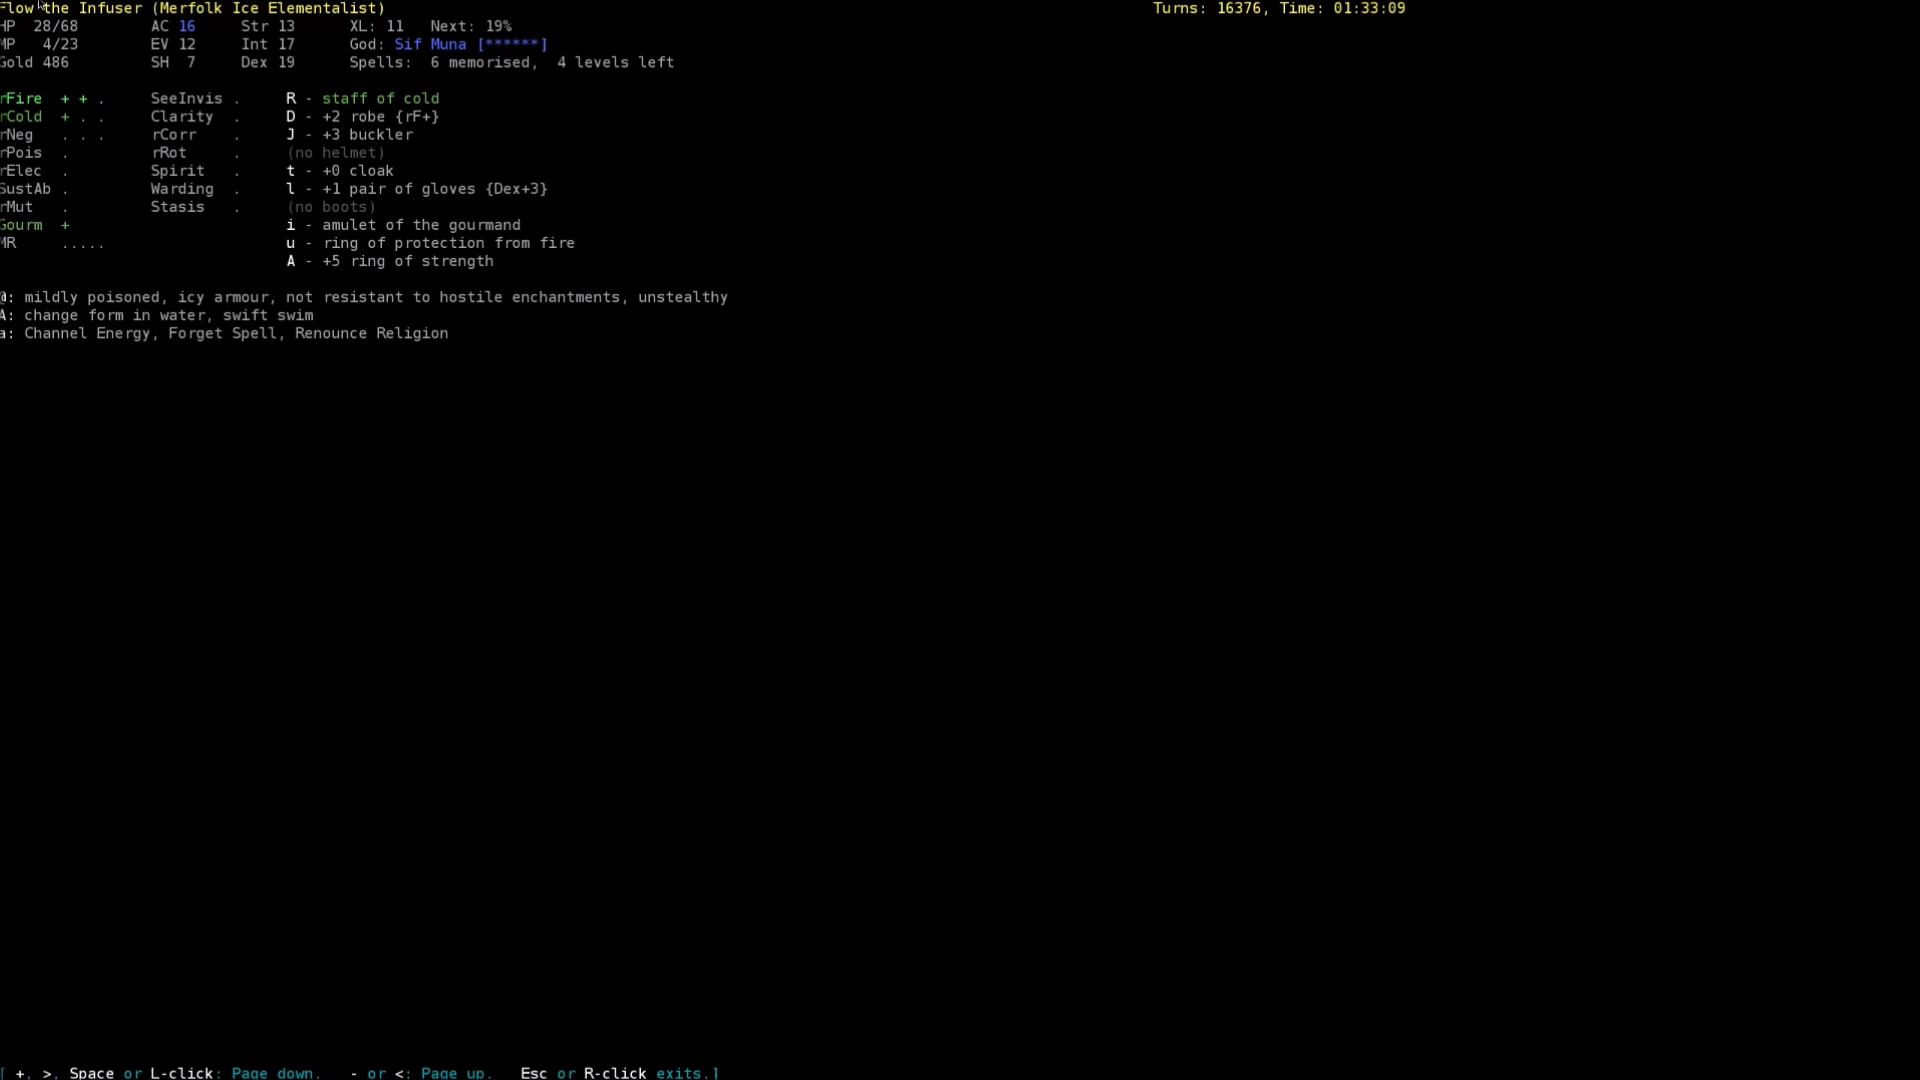 Flow the Infuser (Merfolk Ice Elementalist) Turns: 16376, Time: 01:33:09
HP 28/68 AC 16 Str 13 XL: 11 Next: 19%
MP 4/23 EV 12 Int 17 God: Sif Muna [******]
Gold 486 SH 7 Dex 19 Spells: 6 memorised, 4 levels left
rFire + + . SeeInvis . R - staff of cold
rCold + . . Clarity . D - +2 robe {rF+}
rNeg . . . rCorr . J - +3 buckler
rPois . rRot . (no helmet)
rElec . Spirit . t - +0 cloak
SustAb . Warding . l - +1 pair of gloves {Dex+3}
rMut . Stasis . (no boots)
Gourm + i - amulet of the gourmand
MR ..... u - ring of protection from fire
A - +5 ring of strength
@: mildly poisoned, icy armour, not resistant to hostile enchantments, unstealthy
A: change form in water, swift swim
a: Channel Energy, Forget Spell, Renounce Religion
[ +, >, Space or L-click: Page down. - or <: Page up. Esc or R-click exits.]